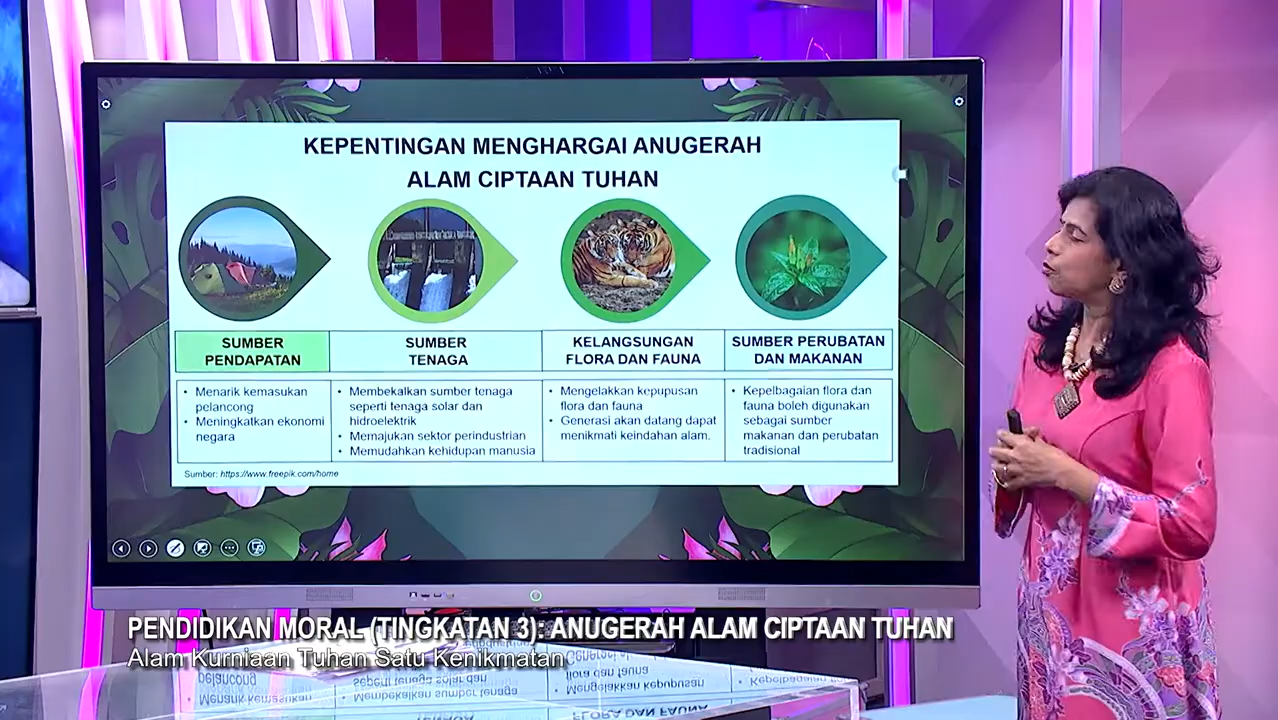 KEPENTINGAN MENGHARGAI ANUGERAH
ALAM CIPTAAN TUHAN
SUMBER
PENDAPATAN
SUMBER
TENAGA
KELANGSUNGAN
FLORA DAN FAUNA
SUMBER PERUBATAN
DAN MAKANAN
• Menarik kemasukan
pelancong
• Meningkatkan ekonomi
negara
• Membekalkan sumber tenaga
seperti tenaga solar dan
hidroelektrik
• Memajukan sektor perindustrian
• Memudahkan kehidupan manusia
• Mengelakkan kepupusan
flora dan fauna
• Generasi akan datang dapat
menikmati keindahan alam.
• Kepelbagaian flora dan
fauna boleh digunakan
sebagai sumber
makanan dan perubatan
tradisional
Sumber: https://www.freepik.com/home
PENDIDIKAN MORAL (TINGKATAN 3): ANUGERAH ALAM CIPTAAN TUHAN
Alam Kurniaan Tuhan Satu Kenikmatan